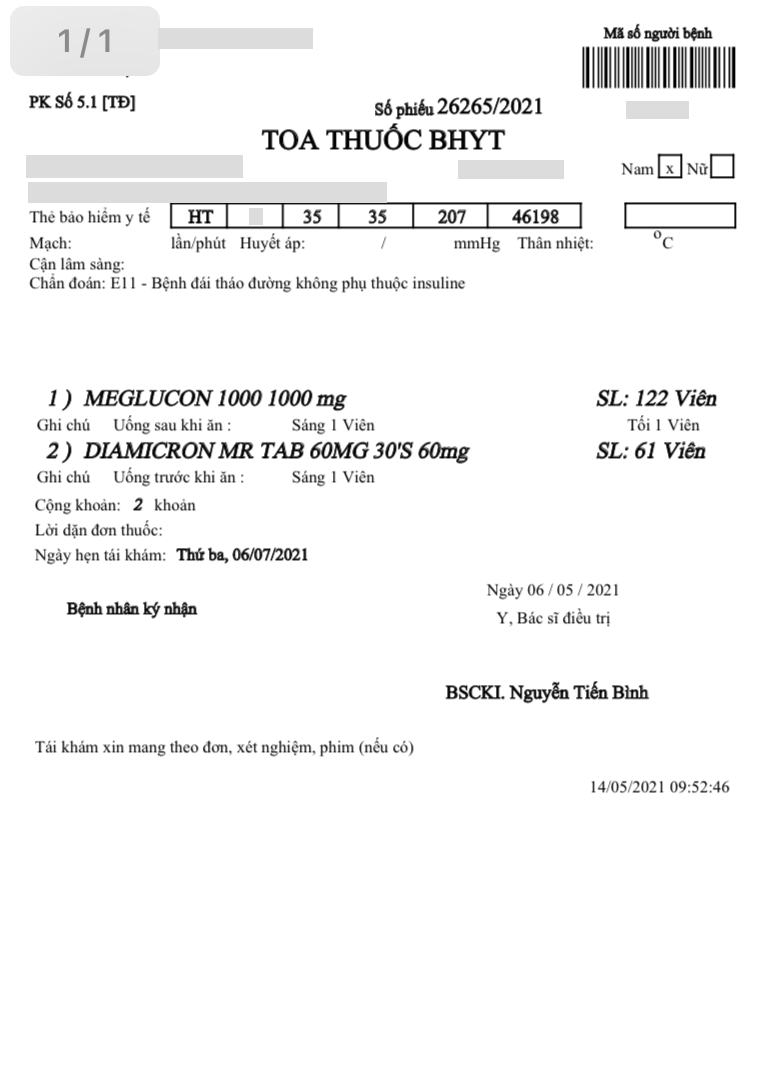 1/1
Mã số người bệnh
PK Số 5.1 [TĐ]
Số phiếu 26265/2021
TOA THUỐC BHYT
Nam x Nữ
Thẻ bảo hiểm y tế HT 35 35 207 46198
Mạch: lần/phút Huyết áp: / mmHg Thân nhiệt: °C
Cận lâm sàng:
Chẩn đoán: E11 - Bệnh đái tháo đường không phụ thuộc insuline
1 ) MEGLUCON 1000 1000 mg SL: 122 Viên
Ghi chú Uống sau khi ăn : Sáng 1 Viên Tối 1 Viên
2 ) DIAMICRON MR TAB 60MG 30'S 60mg SL: 61 Viên
Ghi chú Uống trước khi ăn : Sáng 1 Viên
Cộng khoản: 2 khoản
Lời dặn đơn thuốc:
Ngày hẹn tái khám: Thứ ba, 06/07/2021
Ngày 06 / 05 / 2021
Bệnh nhân ký nhận
Y, Bác sĩ điều trị
BSCKI. Nguyễn Tiến Bình
Tái khám xin mang theo đơn, xét nghiệm, phim (nếu có)
14/05/2021 09:52:46